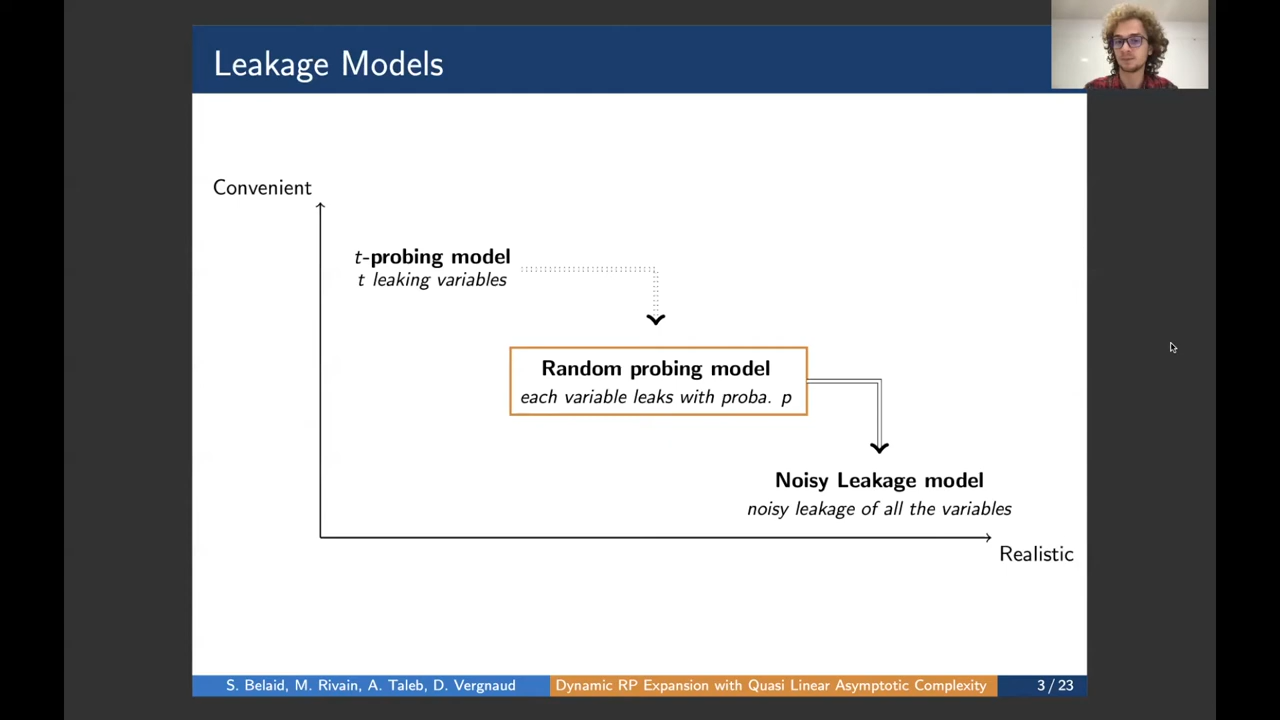 Leakage Models
Convenient
t-probing model
t leaking variables
Random probing model
each variable leaks with proba. p
Noisy Leakage model
noisy leakage of all the variables
Realistic
S. Belaid, M. Rivain, A. Taleb, D. Vergnaud
Dynamic RP Expansion with Quasi Linear Asymptotic Complexity
3 / 23